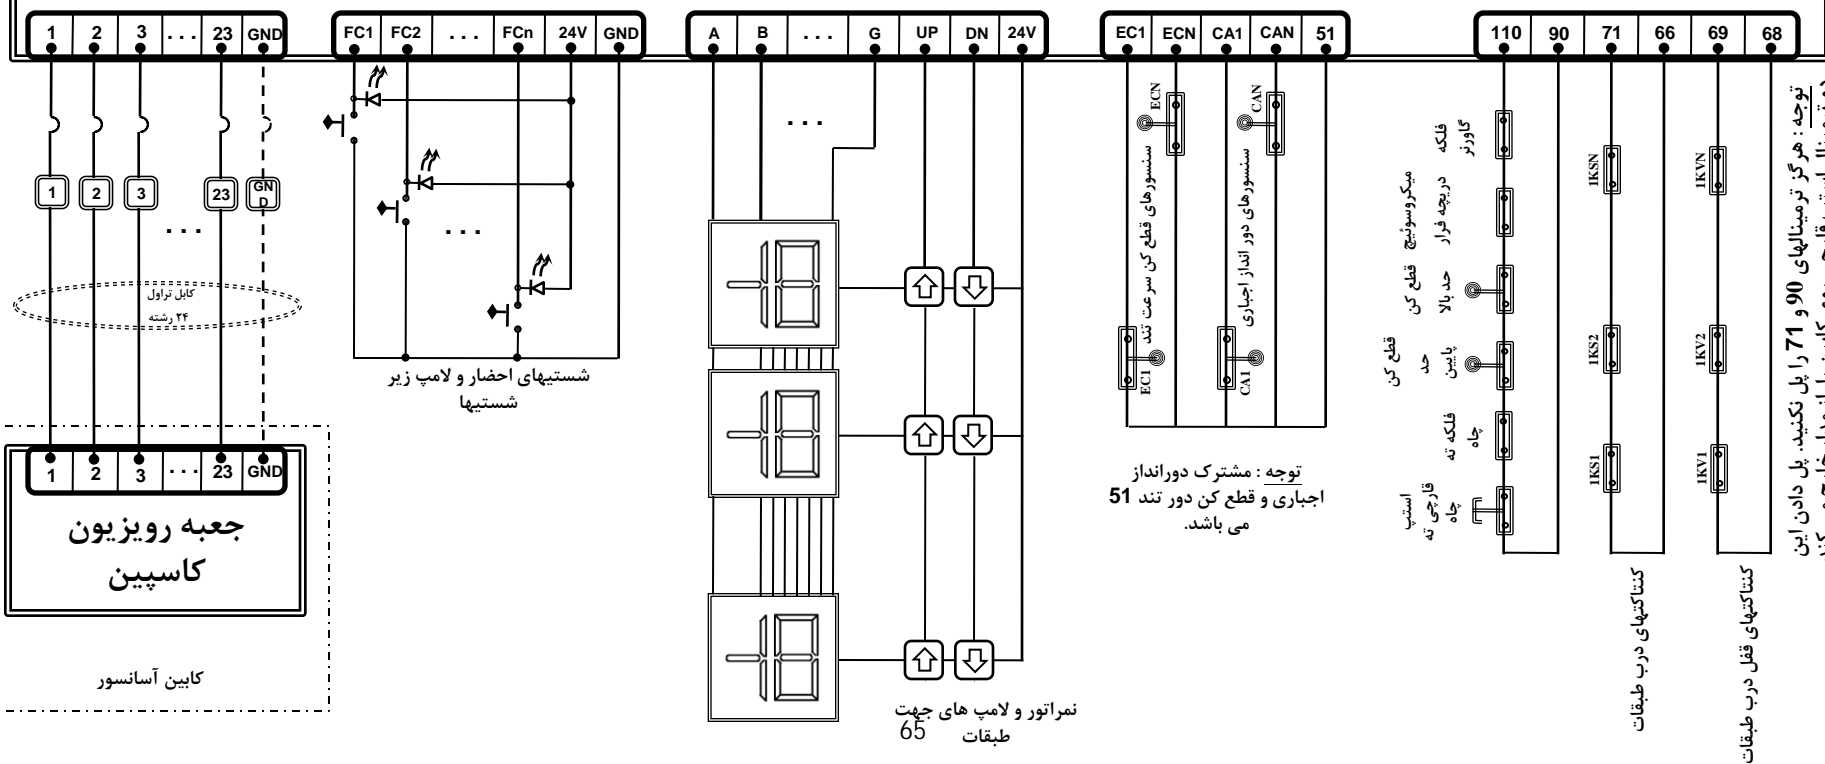 1 2 3 ... 23 GND
FC1 FC2 ... FCn 24V GND
A B ... G UP DN 24V
EC1 ECN CA1 CAN 51
110 90 71 66 69 68
1 2 3 23 GN
D
...
کابل تراول
۲۴ رشته
1 2 3 ... 23 GND
جعبه رویزیون
کاسپین
کابین آسانسور
...
شستیهای احضار و لامپ زیر
شستیها
...
نمراتور و لامپ های جهت
طبقات
65
ECN
سنسورهای قطع کن سرعت تند
EC1
CAN
سنسورهای دور انداز اجباری
CA1
توجه : مشترک دورانداز
اجباری و قطع کن دور تند 51
می باشد.
فلکه
گاورنر
میکروسوئیچ
دریچه فرار
قطع کن
حد بالا
قطع کن
حد
پایین
فلکه ته
چاه
استپ
قارچی ته
چاه
1KSN
1KS2
1KS1
کنتاکتهای درب طبقات
1KVN
1KV2
1KV1
کنتاکتهای قفل درب طبقات
توجه : هرگز ترمینالهای 90 و 71 را پل نکنید. پل دادن این